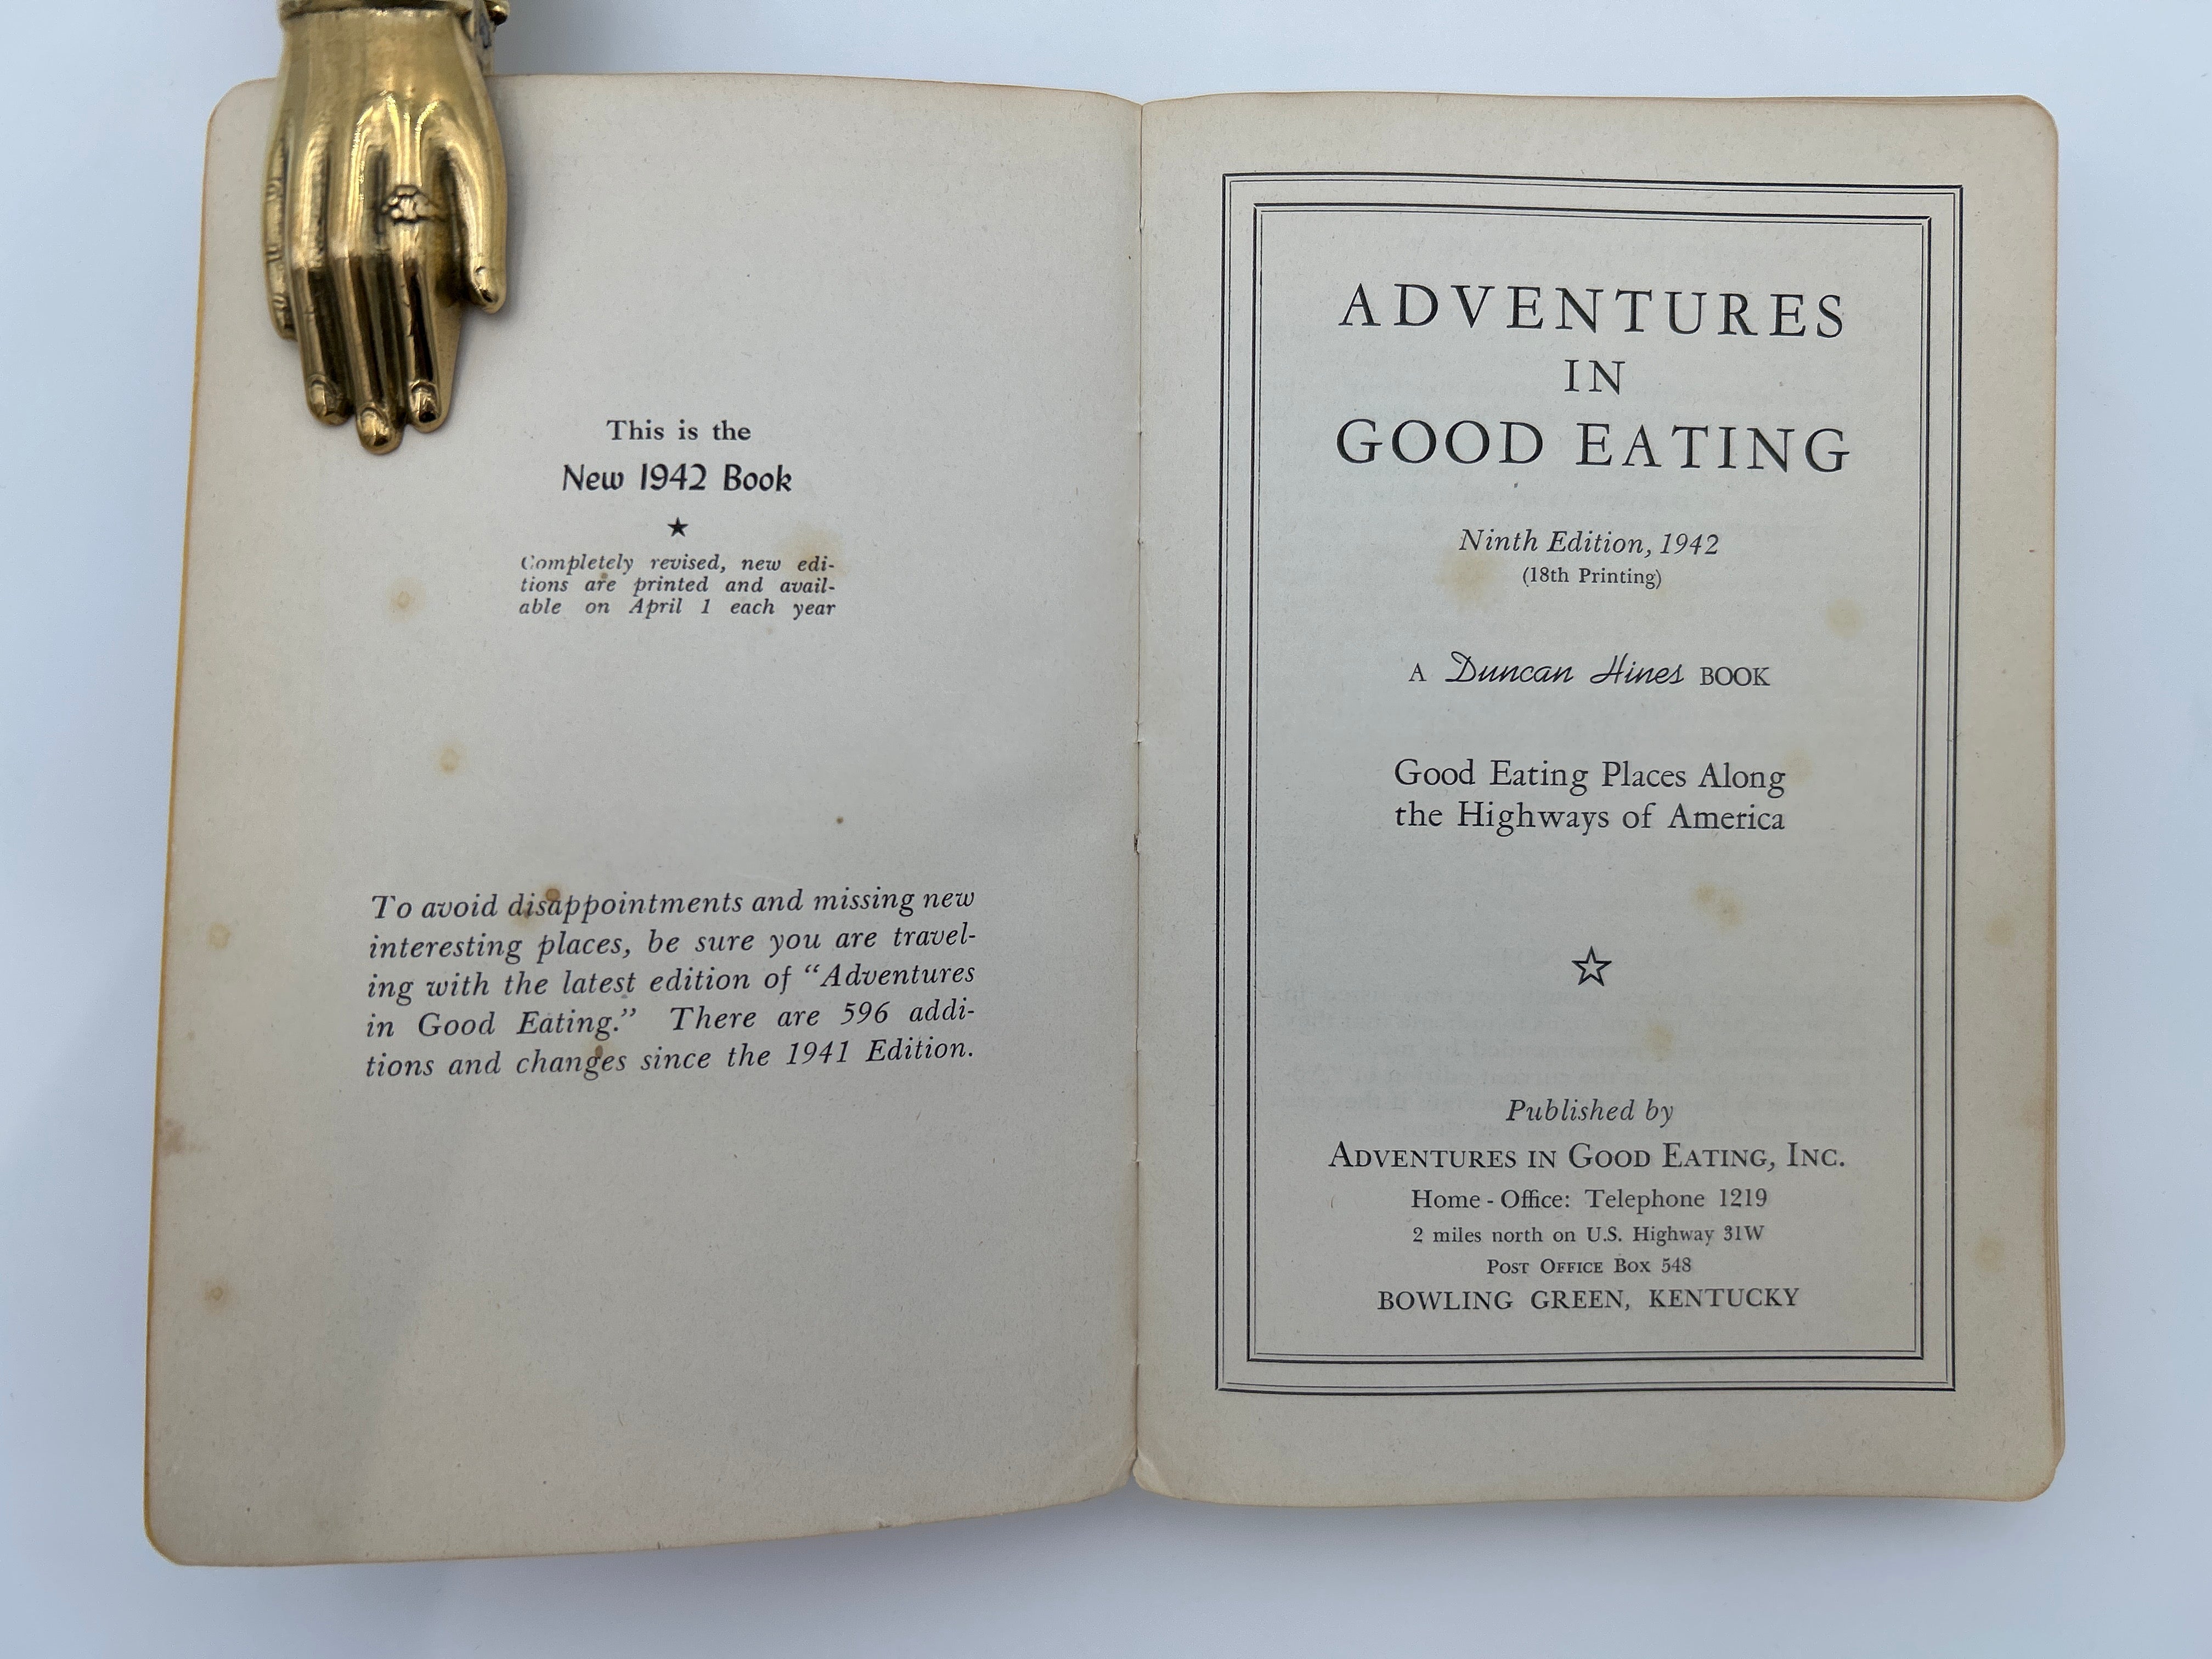 This is the
New 1942 Book
★
Completely revised, new edi-
tions are printed and avail-
able on April 1 each year
To avoid disappointments and missing new
interesting places, be sure you are travel-
ing with the latest edition of “Adventures
in Good Eating.” There are 596 addi-
tions and changes since the 1941 Edition.
ADVENTURES
IN
GOOD EATING
Ninth Edition, 1942
(18th Printing)
A Duncan Hines BOOK
Good Eating Places Along
the Highways of America
☆
Published by
ADVENTURES IN GOOD EATING, INC.
Home - Office: Telephone 1219
2 miles north on U.S. Highway 31W
POST OFFICE BOX 548
BOWLING GREEN, KENTUCKY